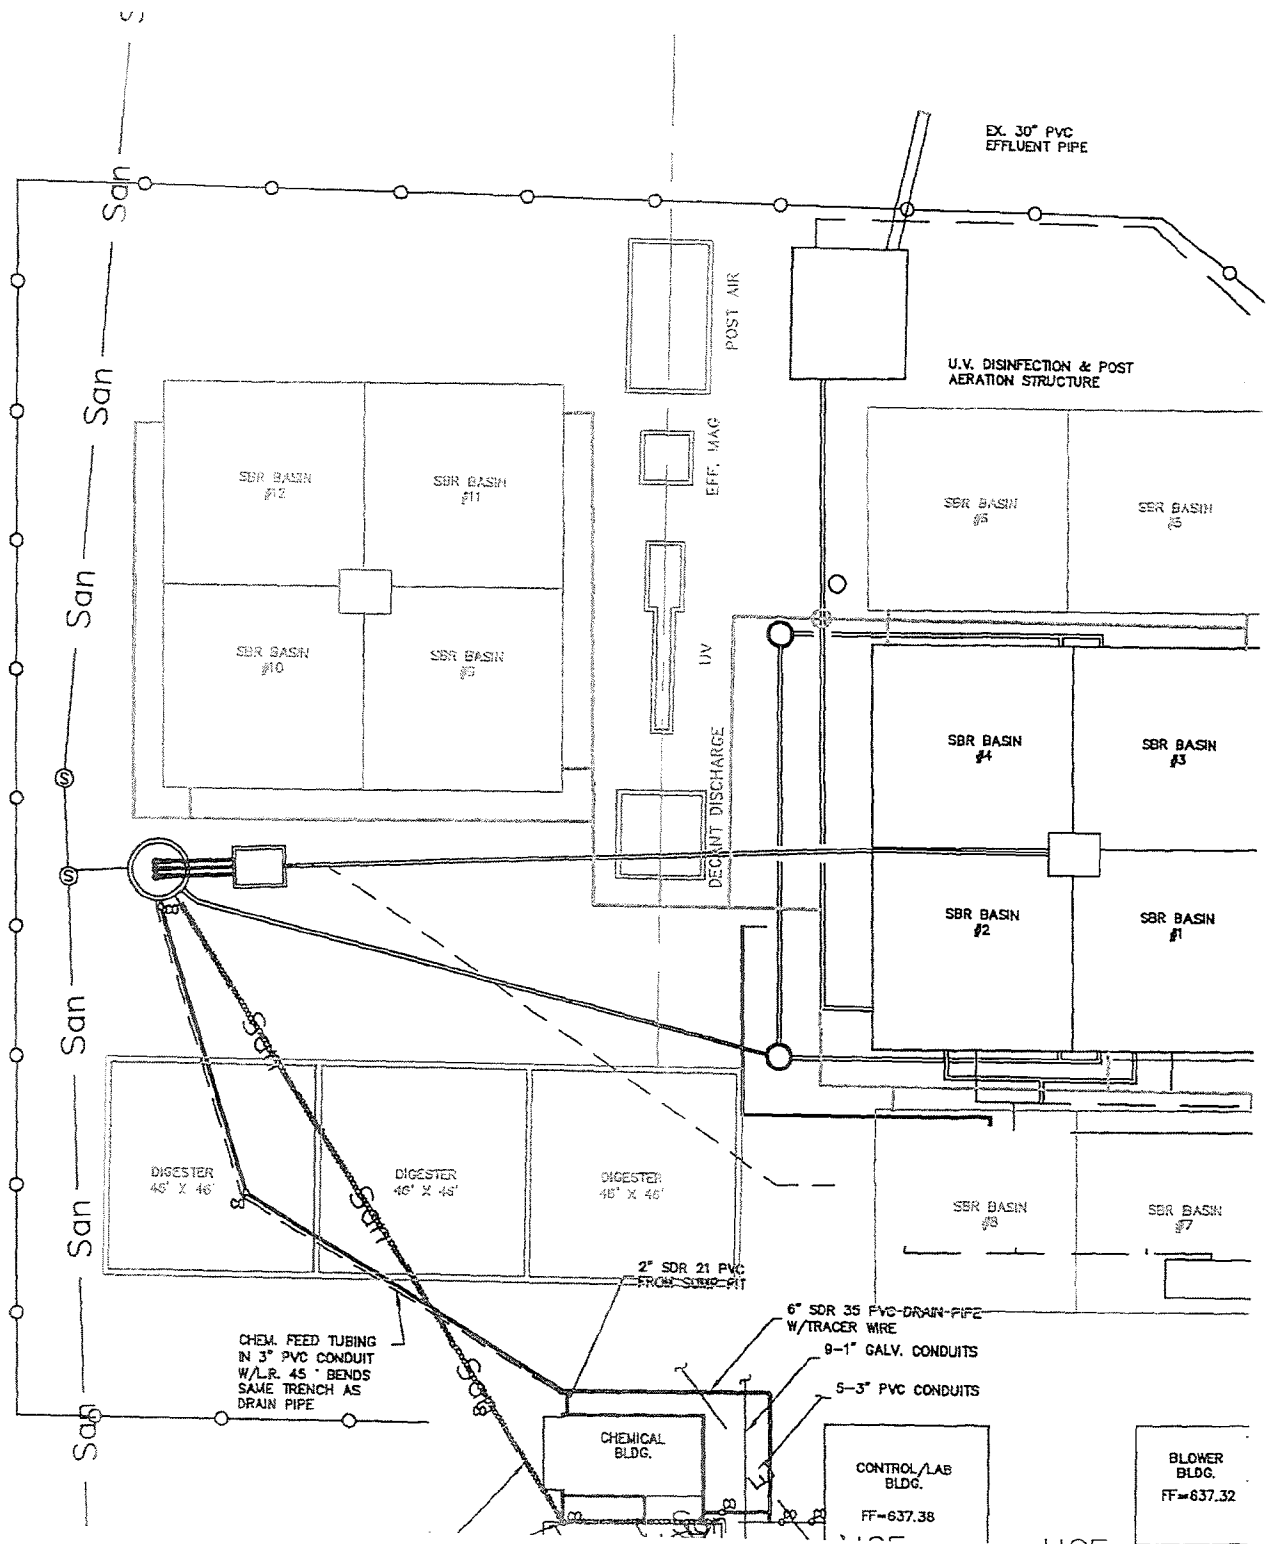 EX. 30" PVC
EFFLUENT PIPE
San
POST AIR
U.V. DISINFECTION & POST
AERATION STRUCTURE
San
EFF. MAG
SBR BASIN
#12
SBR BASIN
#11
SBR BASIN
#6
SBR BASIN
#5
San
SBR BASIN
#10
SBR BASIN
#9
UV
SBR BASIN
#4
SBR BASIN
#3
S
DECANT DISCHARGE
S
8
SBR BASIN
#2
SBR BASIN
#1
San
San
DIGESTER
46' X 46'
DIGESTER
46' X 46'
DIGESTER
46' X 46'
8
San
San
SBR BASIN
#8
SBR BASIN
#7
2" SDR 21 PVC
FROM SUMP PIT
6" SDR 35 PVC DRAIN PIPE
W/TRACER WIRE
9-1" GALV. CONDUITS
5-3" PVC CONDUITS
CHEM. FEED TUBING
IN 3" PVC CONDUIT
W/L.R. 45° BENDS
SAME TRENCH AS
DRAIN PIPE
San
San
CHEMICAL
BLDG.
CONTROL/LAB
BLDG.
FF=637.38
BLOWER
BLDG.
FF=637.32